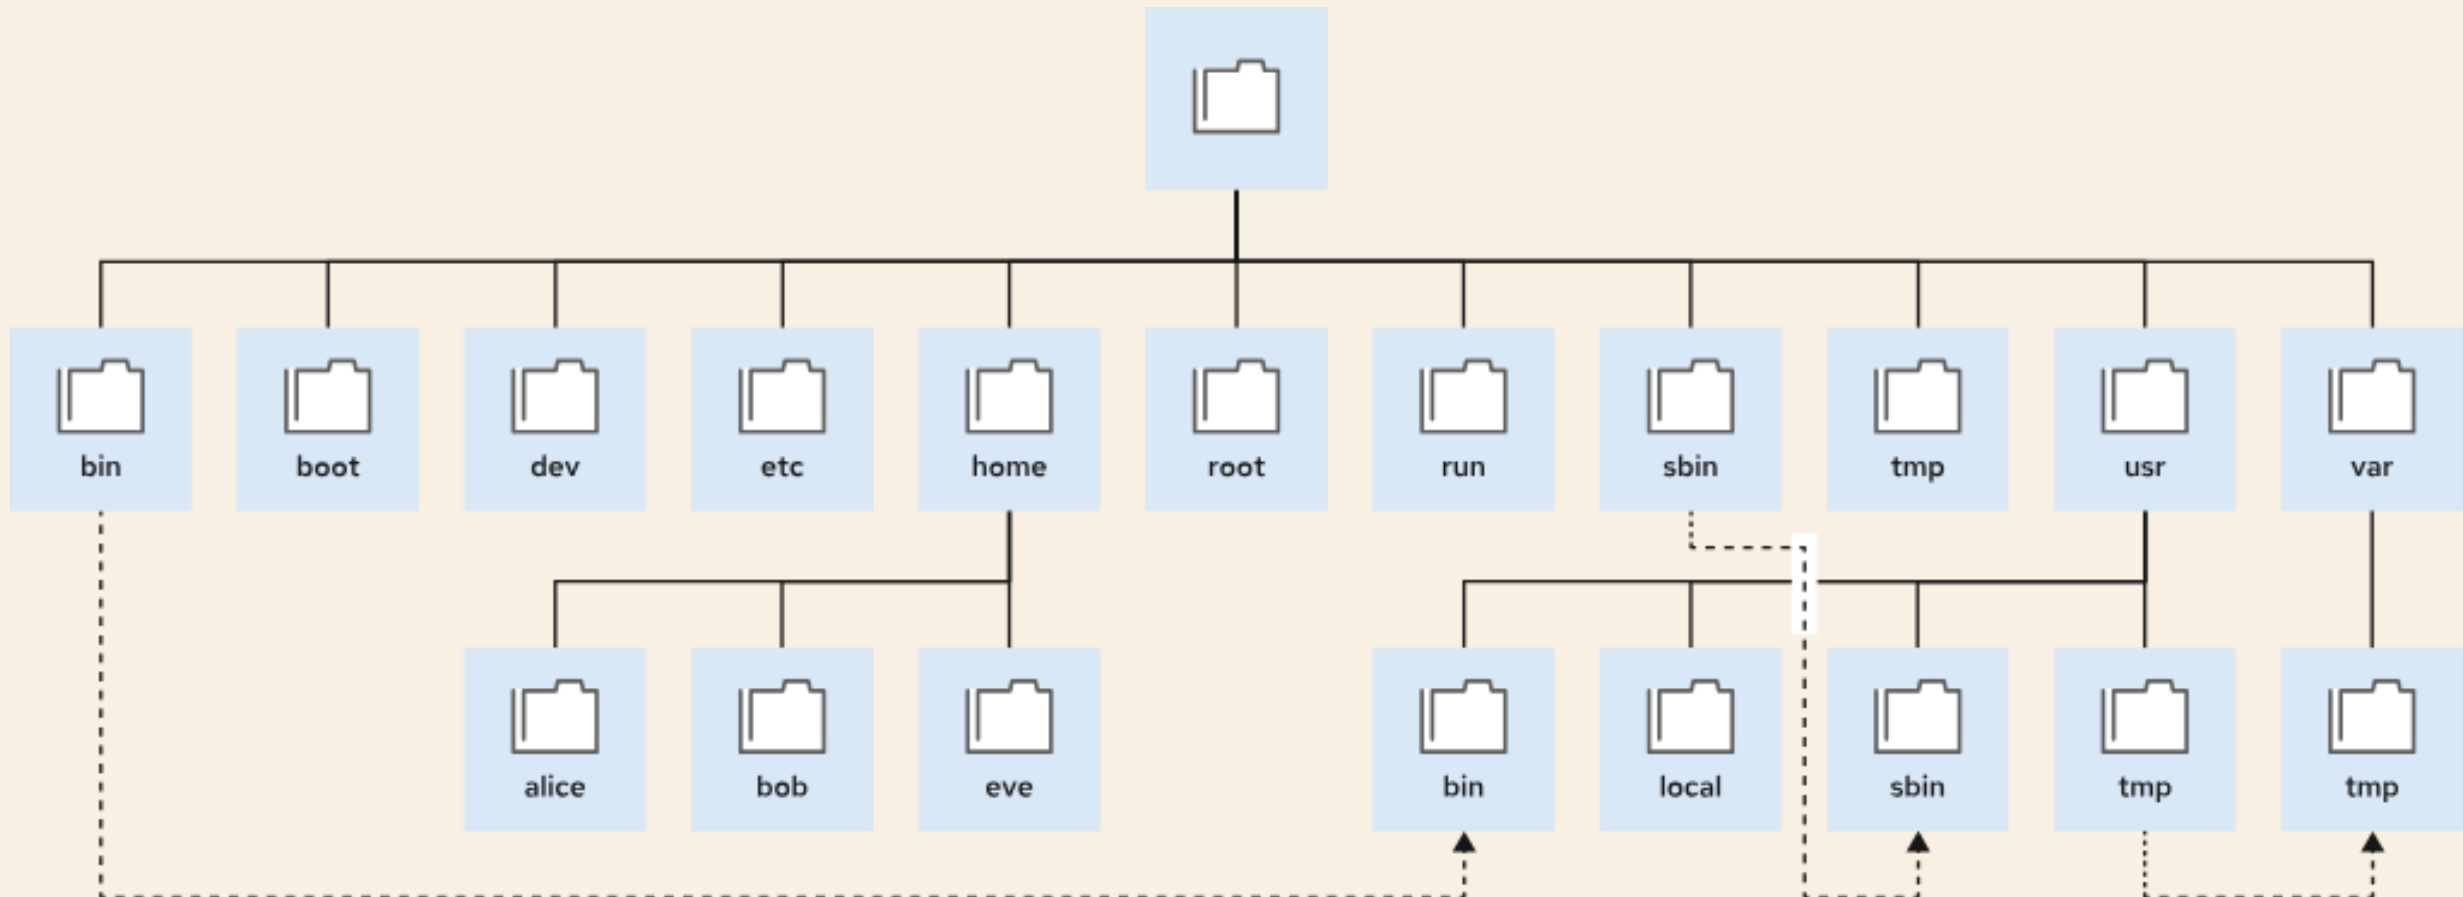 bin
boot
dev
etc
home
root
run
sbin
tmp
usr
var
alice
bob
eve
bin
local
sbin
tmp
tmp